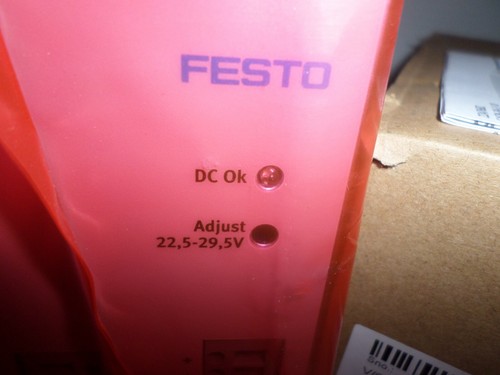 FESTO
DC Ok
Adjust
22,5-29,5V